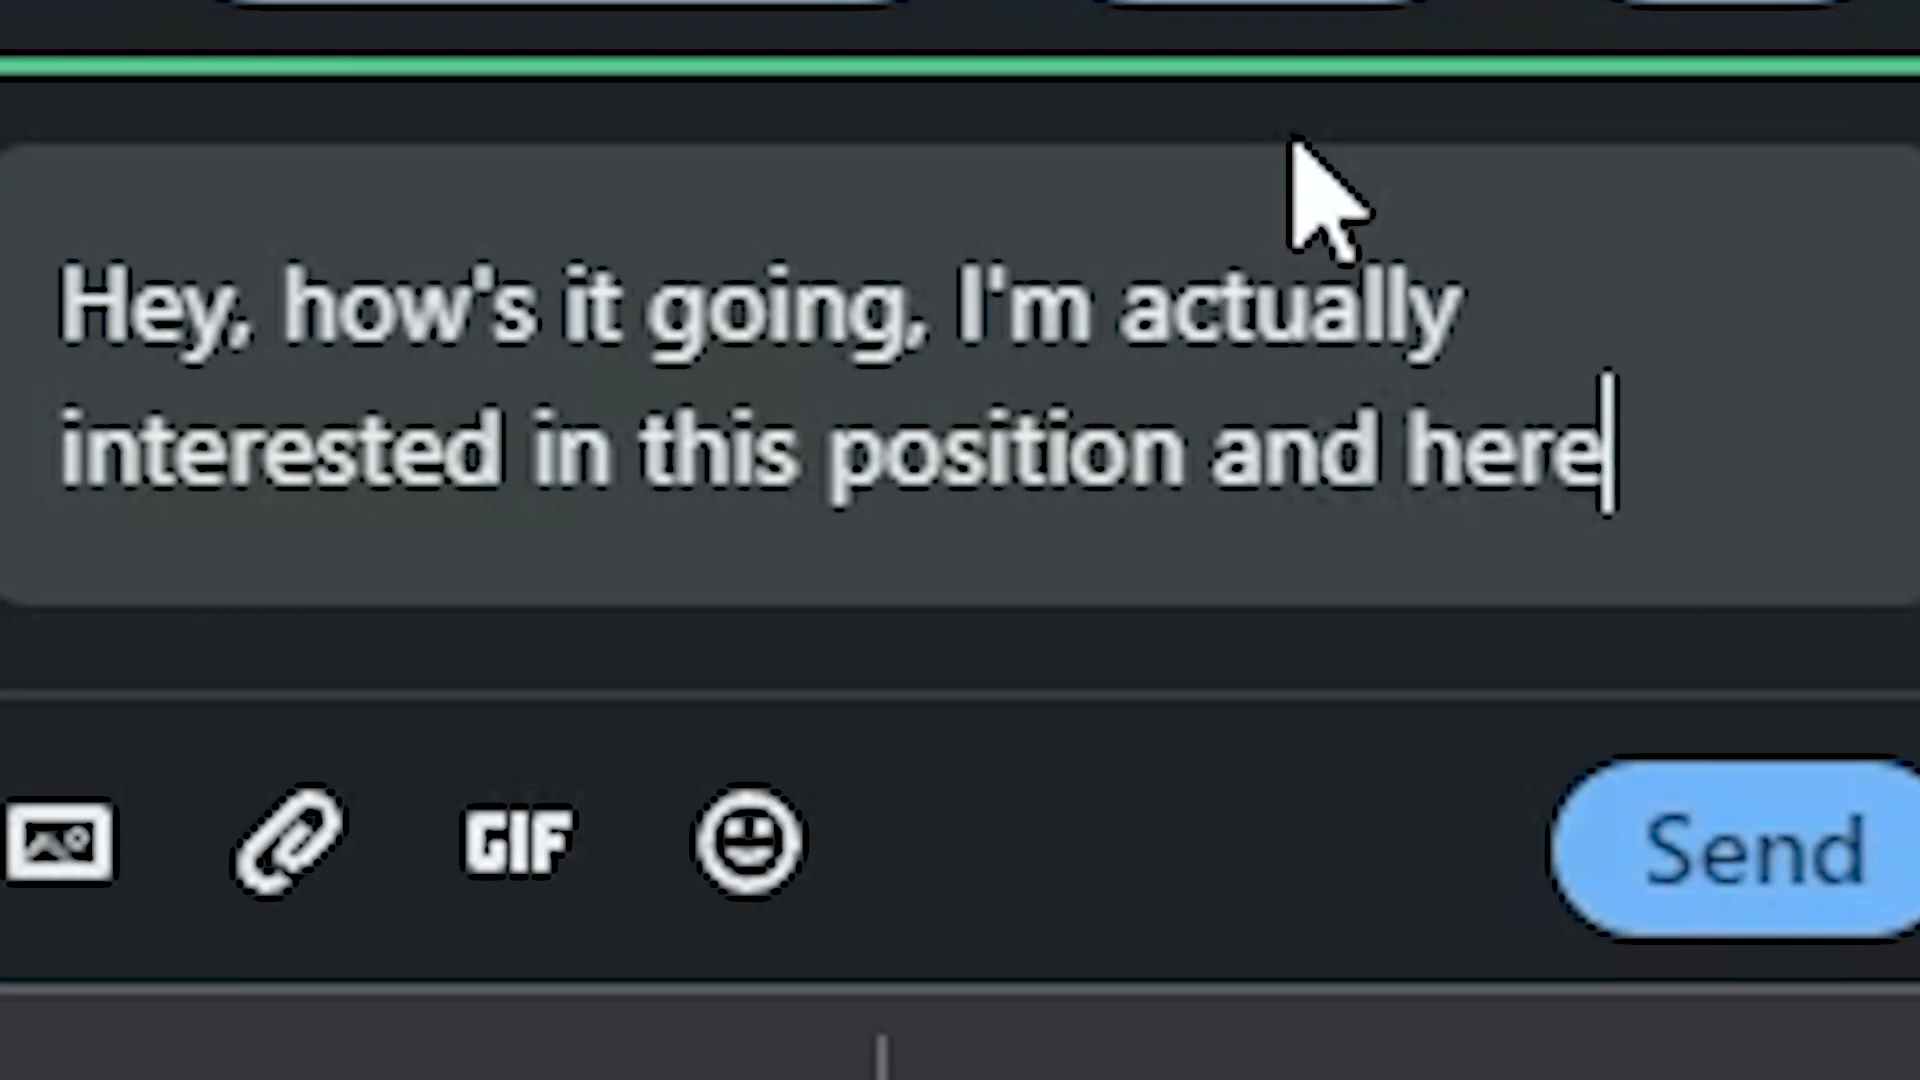 Hey, how's it going, I'm actually
interested in this position and here
GIF
Send